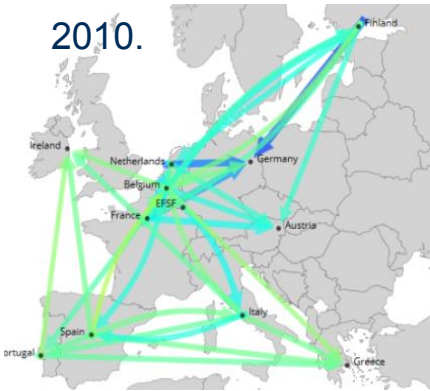 2010.
Finland
Ireland
Netherlands
Germany
Belgium
EFSF
France
Austria
Italy
Spain
ortugal
Greece